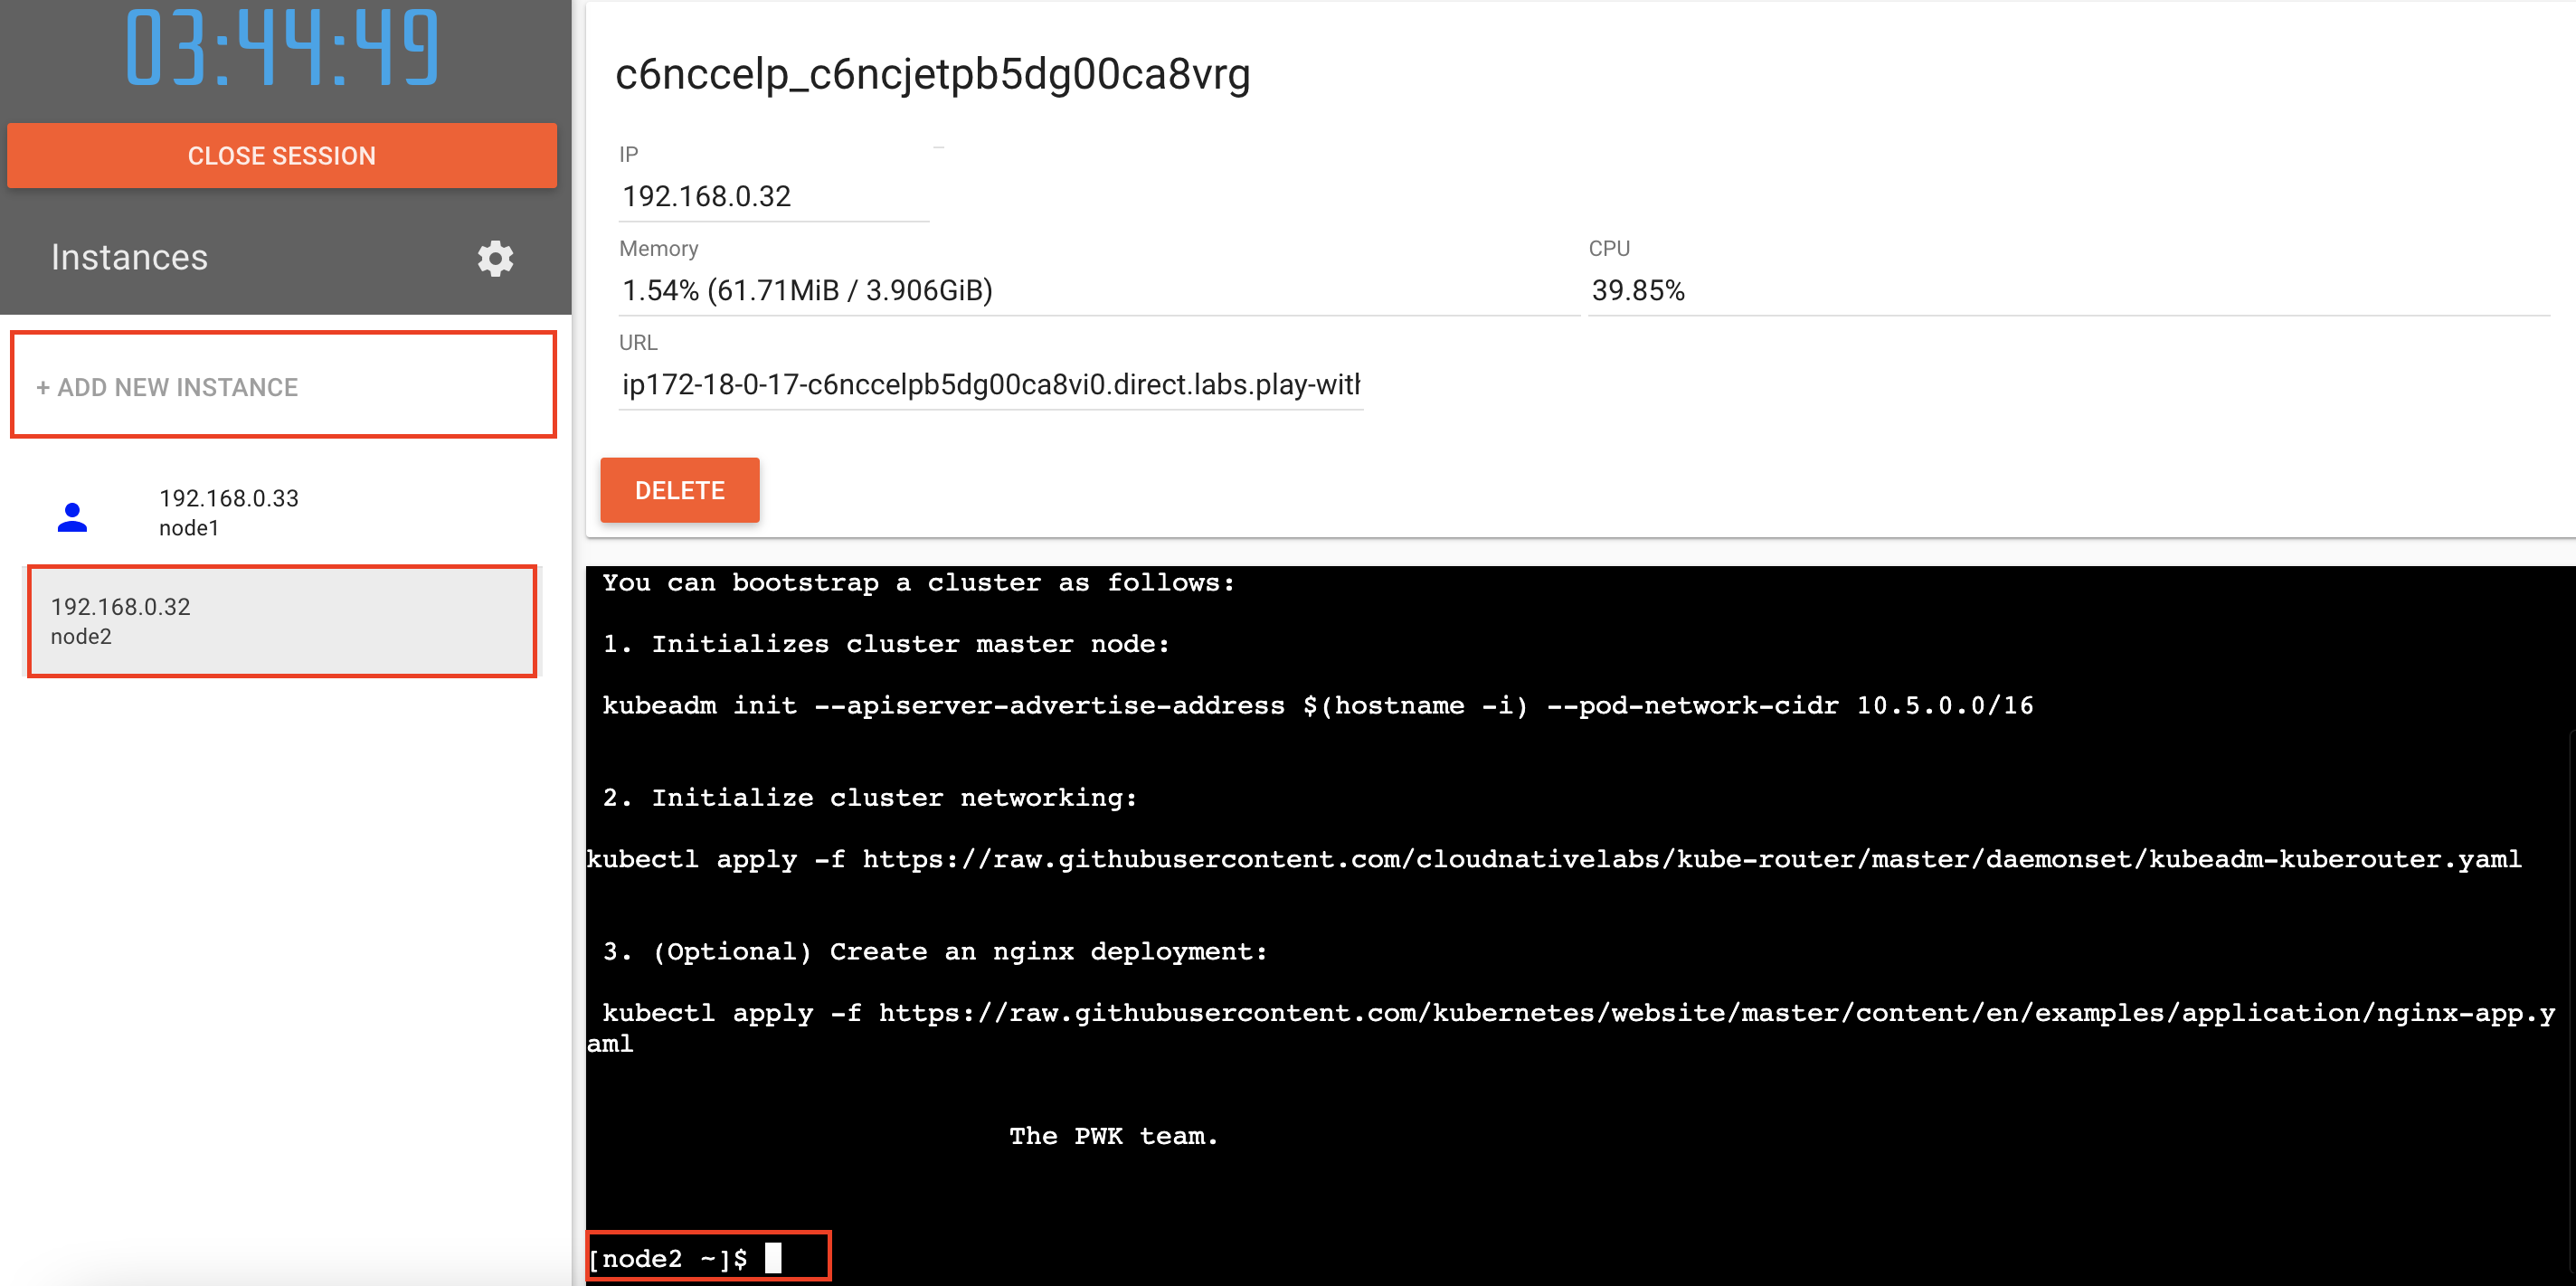 03:44:49
CLOSE SESSION
Instances
+ ADD NEW INSTANCE
192.168.0.33
node1
192.168.0.32
node2
c6nccelp_c6ncjetpb5dg00ca8vrg
IP
192.168.0.32
Memory
1.54% (61.71MiB / 3.906GiB)
CPU
39.85%
URL
ip172-18-0-17-c6nccelpb5dg00ca8vi0.direct.labs.play-with
DELETE
You can bootstrap a cluster as follows:
1. Initializes cluster master node:
kubeadm init --apiserver-advertise-address $(hostname -i) --pod-network-cidr 10.5.0.0/16
2. Initialize cluster networking:
kubectl apply -f https://raw.githubusercontent.com/cloudnativelabs/kube-router/master/daemonset/kubeadm-kuberouter.yaml
3. (Optional) Create an nginx deployment:
kubectl apply -f https://raw.githubusercontent.com/kubernetes/website/master/content/en/examples/application/nginx-app.y
aml
The PWK team.
[node2 ~]$